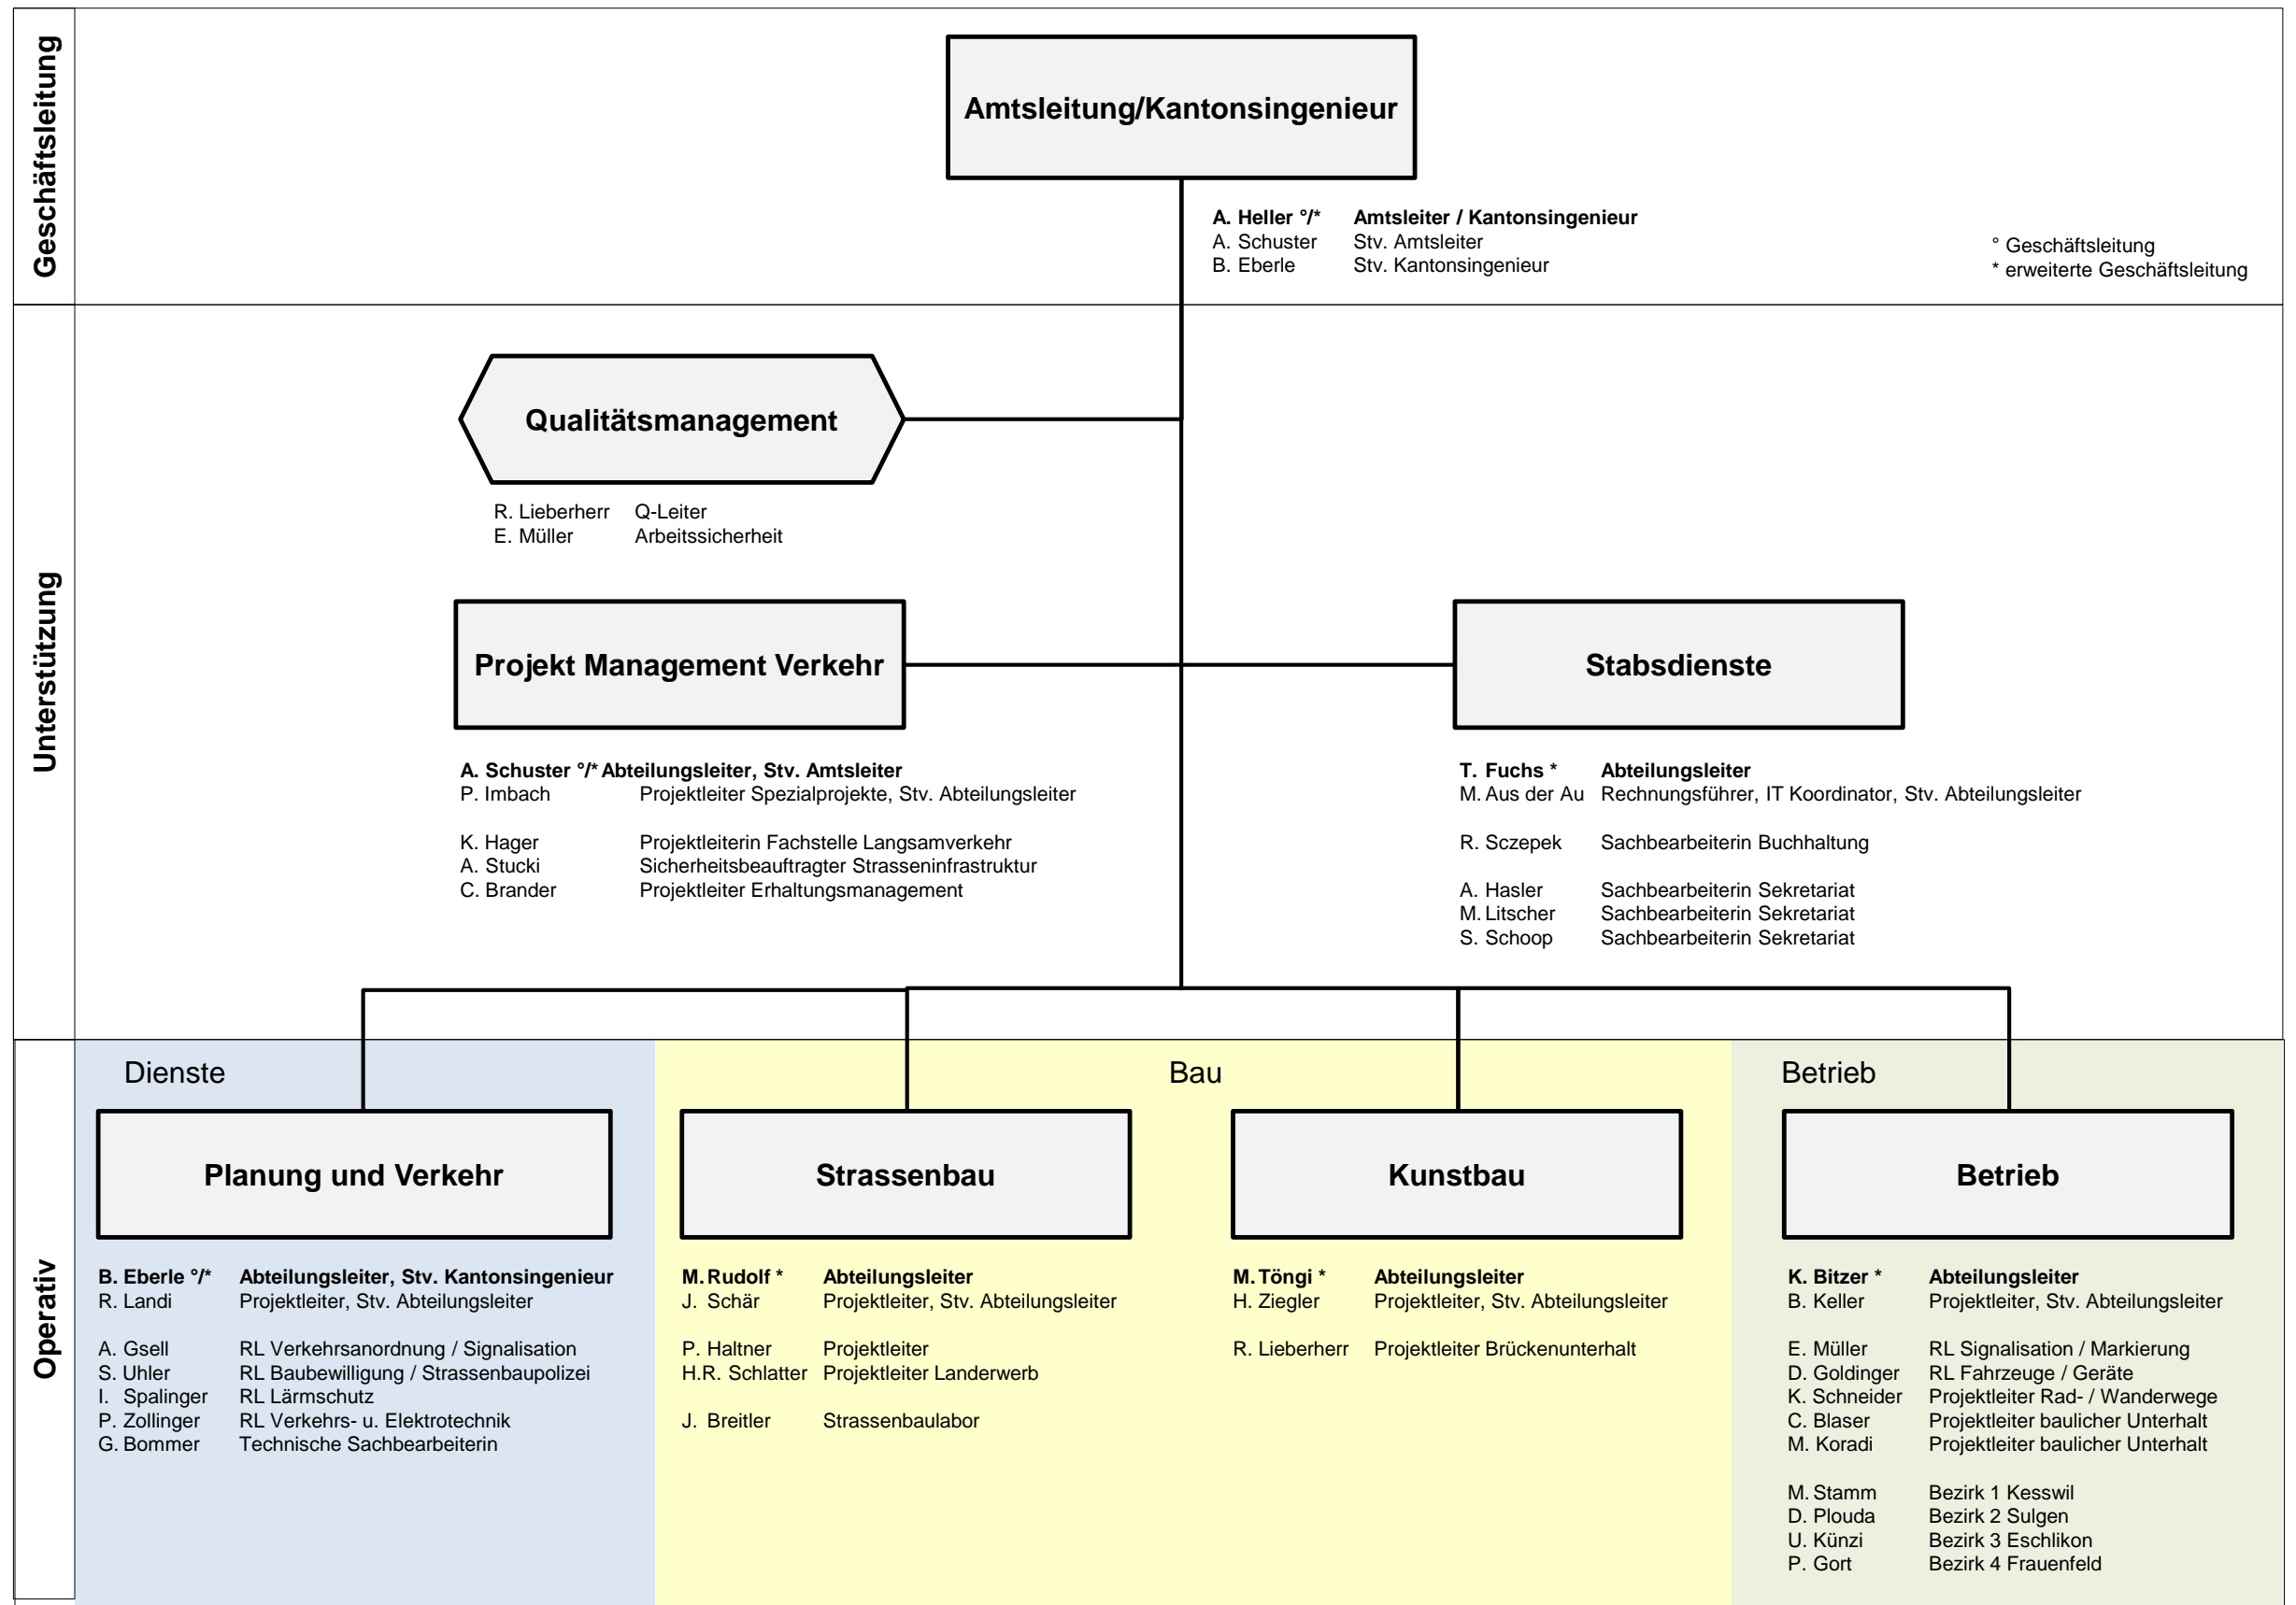 Geschäftsleitung
Amtsleitung/Kantonsingenieur
A. Heller °/* Amtsleiter / Kantonsingenieur
A. Schuster Stv. Amtsleiter
B. Eberle Stv. Kantonsingenieur
° Geschäftsleitung
* erweiterte Geschäftsleitung
Unterstützung
Qualitätsmanagement
R. Lieberherr Q-Leiter
E. Müller Arbeitssicherheit
Projekt Management Verkehr
A. Schuster °/* Abteilungsleiter, Stv. Amtsleiter
P. Imbach Projektleiter Spezialprojekte, Stv. Abteilungsleiter
K. Hager Projektleiterin Fachstelle Langsamverkehr
A. Stucki Sicherheitsbeauftragter Strasseninfrastruktur
C. Brander Projektleiter Erhaltungsmanagement
Stabsdienste
T. Fuchs * Abteilungsleiter
M. Aus der Au Rechnungsführer, IT Koordinator, Stv. Abteilungsleiter
R. Sczepek Sachbearbeiterin Buchhaltung
A. Hasler Sachbearbeiterin Sekretariat
M. Litscher Sachbearbeiterin Sekretariat
S. Schoop Sachbearbeiterin Sekretariat
Operativ
Dienste
Planung und Verkehr
B. Eberle °/* Abteilungsleiter, Stv. Kantonsingenieur
R. Landi Projektleiter, Stv. Abteilungsleiter
A. Gsell RL Verkehrsanordnung / Signalisation
S. Uhler RL Baubewilligung / Strassenbaupolizei
I. Spalinger RL Lärmschutz
P. Zollinger RL Verkehrs- u. Elektrotechnik
G. Bommer Technische Sachbearbeiterin
Bau
Strassenbau
M. Rudolf * Abteilungsleiter
J. Schär Projektleiter, Stv. Abteilungsleiter
P. Haltner Projektleiter
H.R. Schlatter Projektleiter Landerwerb
J. Breitler Strassenbaulabor
Kunstbau
M. Töngi * Abteilungsleiter
H. Ziegler Projektleiter, Stv. Abteilungsleiter
R. Lieberherr Projektleiter Brückenunterhalt
Betrieb
Betrieb
K. Bitzer * Abteilungsleiter
B. Keller Projektleiter, Stv. Abteilungsleiter
E. Müller RL Signalisation / Markierung
D. Goldinger RL Fahrzeuge / Geräte
K. Schneider Projektleiter Rad- / Wanderwege
C. Blaser Projektleiter baulicher Unterhalt
M. Koradi Projektleiter baulicher Unterhalt
M. Stamm Bezirk 1 Kesswil
D. Plouda Bezirk 2 Sulgen
U. Künzi Bezirk 3 Eschlikon
P. Gort Bezirk 4 Frauenfeld